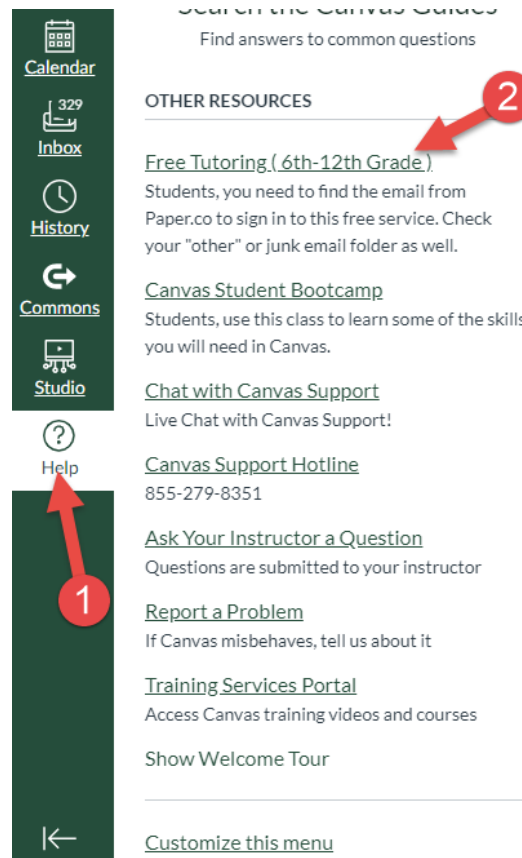 Search the Canvas Guides
Find answers to common questions
Calendar
329
Inbox
History
Commons
Studio
Help
1
OTHER RESOURCES
2
Free Tutoring ( 6th-12th Grade )
Students, you need to find the email from
Paper.co to sign in to this free service. Check
your "other" or junk email folder as well.
Canvas Student Bootcamp
Students, use this class to learn some of the skills
you will need in Canvas.
Chat with Canvas Support
Live Chat with Canvas Support!
Canvas Support Hotline
855-279-8351
Ask Your Instructor a Question
Questions are submitted to your instructor
Report a Problem
If Canvas misbehaves, tell us about it
Training Services Portal
Access Canvas training videos and courses
Show Welcome Tour
Customize this menu